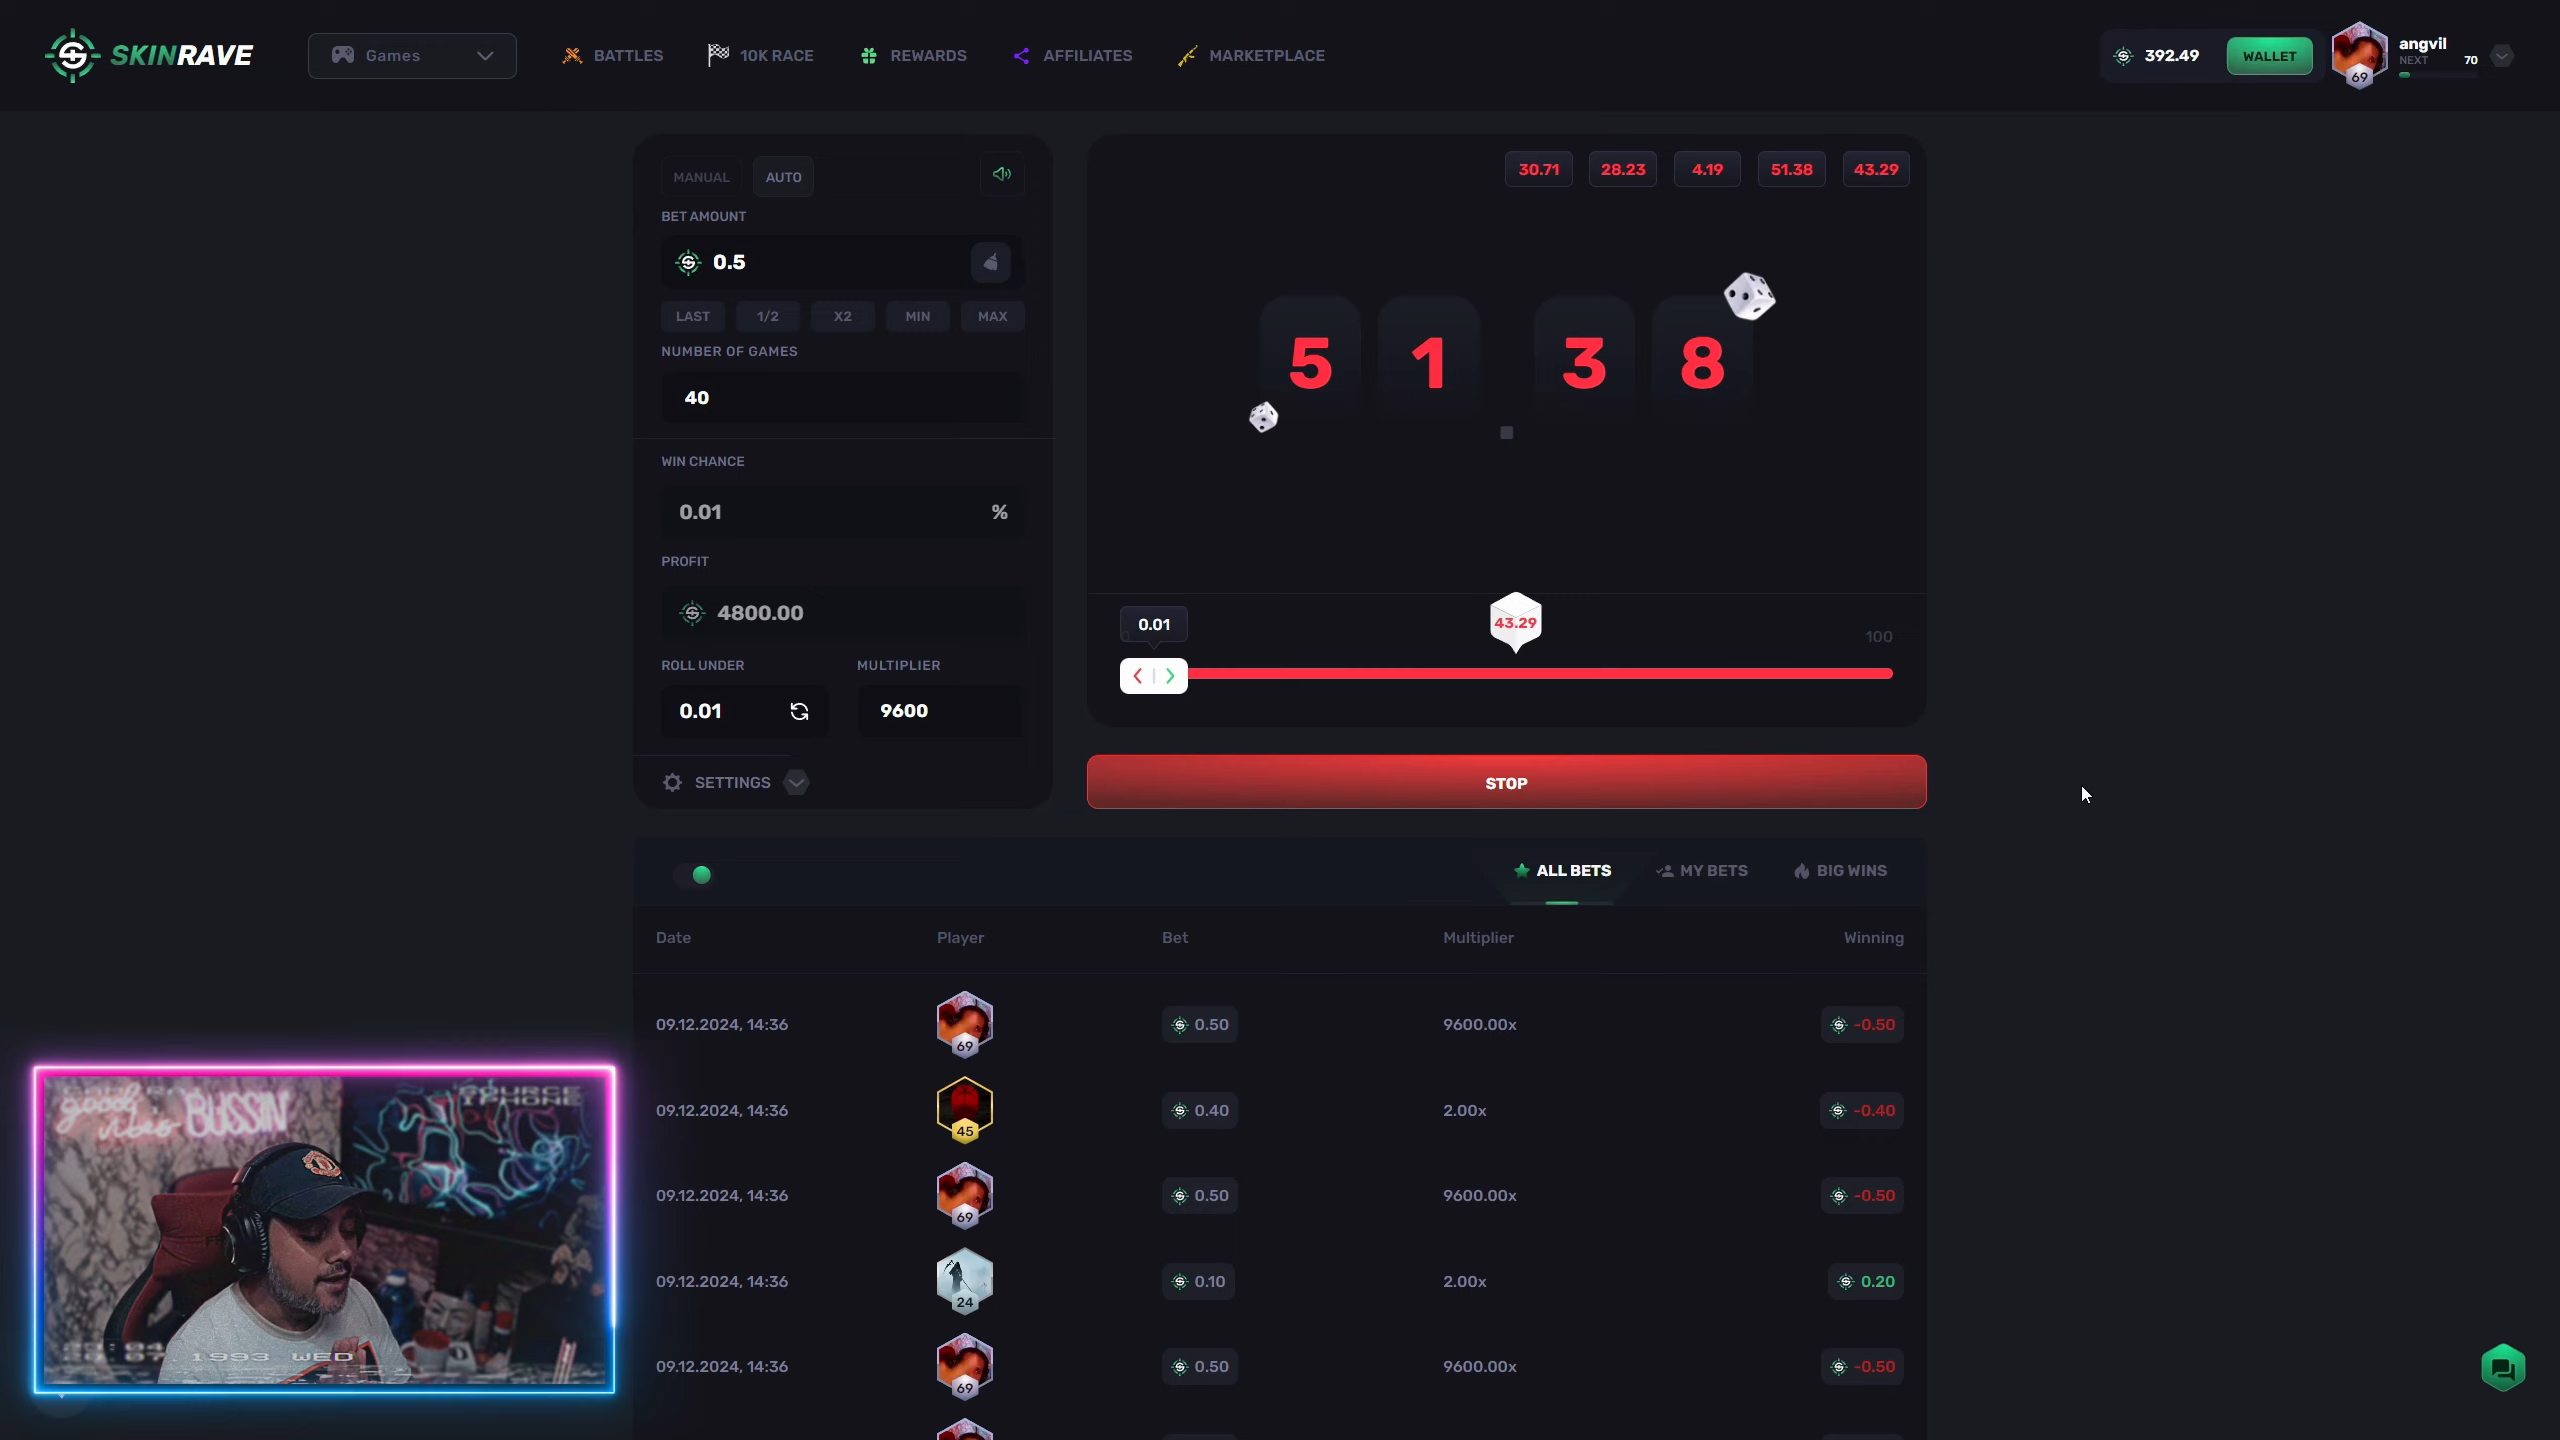 SKINRAVE
Games
BATTLES
10K RACE
REWARDS
AFFILIATES
MARKETPLACE
392.49
WALLET
69
angvil
NEXT 70
MANUAL
AUTO
BET AMOUNT
0.5
LAST
1/2
X2
MIN
MAX
NUMBER OF GAMES
40
WIN CHANCE
0.01 %
PROFIT
4800.00
ROLL UNDER
MULTIPLIER
0.01
9600
SETTINGS
30.71
28.23
4.19
51.38
43.29
5 1 3 8
0.01
43.29
100
STOP
ALL BETS
MY BETS
BIG WINS
Date Player Bet Multiplier Winning
09.12.2024, 14:36 69 0.50 9600.00x -0.50
09.12.2024, 14:36 45 0.40 2.00x -0.40
09.12.2024, 14:36 69 0.50 9600.00x -0.50
09.12.2024, 14:36 24 0.10 2.00x 0.20
09.12.2024, 14:36 69 0.50 9600.00x -0.50
good
BUSSIN'
1993 WED